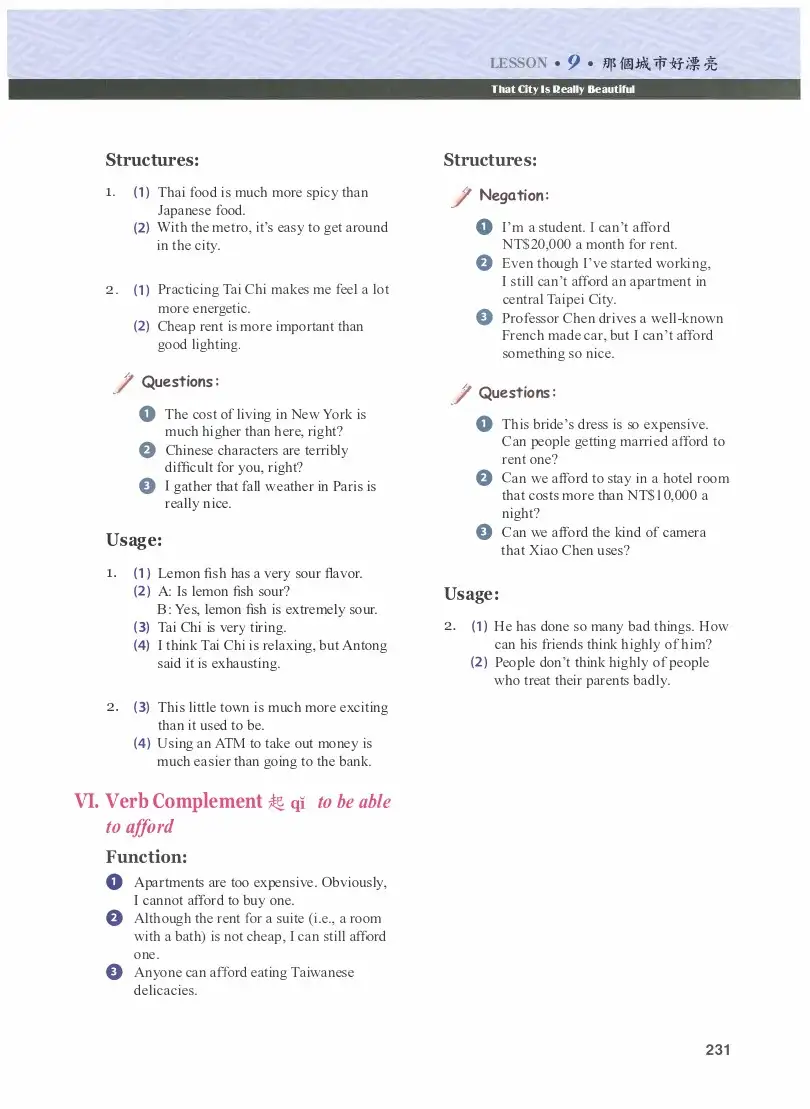 LESSON • 9 • 那個城市好漂亮
That City Is Really Beautiful
Structures:
1. (1) Thai food is much more spicy than
Japanese food.
(2) With the metro, it's easy to get around
in the city.
2. (1) Practicing Tai Chi makes me feel a lot
more energetic.
(2) Cheap rent is more important than
good lighting.
Questions:
1 The cost of living in New York is
much higher than here, right?
2 Chinese characters are terribly
difficult for you, right?
3 I gather that fall weather in Paris is
really nice.
Usage:
1. (1) Lemon fish has a very sour flavor.
(2) A: Is lemon fish sour?
B: Yes, lemon fish is extremely sour.
(3) Tai Chi is very tiring.
(4) I think Tai Chi is relaxing, but Antong
said it is exhausting.
2. (3) This little town is much more exciting
than it used to be.
(4) Using an ATM to take out money is
much easier than going to the bank.
VI. Verb Complement 起 qǐ to be able
to afford
Function:
1 Apartments are too expensive. Obviously,
I cannot afford to buy one.
2 Although the rent for a suite (i.e., a room
with a bath) is not cheap, I can still afford
one.
3 Anyone can afford eating Taiwanese
delicacies.
Structures:
Negation:
1 I'm a student. I can't afford
NT$20,000 a month for rent.
2 Even though I've started working,
I still can't afford an apartment in
central Taipei City.
3 Professor Chen drives a well-known
French made car, but I can't afford
something so nice.
Questions:
1 This bride's dress is so expensive.
Can people getting married afford to
rent one?
2 Can we afford to stay in a hotel room
that costs more than NT$10,000 a
night?
3 Can we afford the kind of camera
that Xiao Chen uses?
Usage:
2. (1) He has done so many bad things. How
can his friends think highly of him?
(2) People don't think highly of people
who treat their parents badly.
231